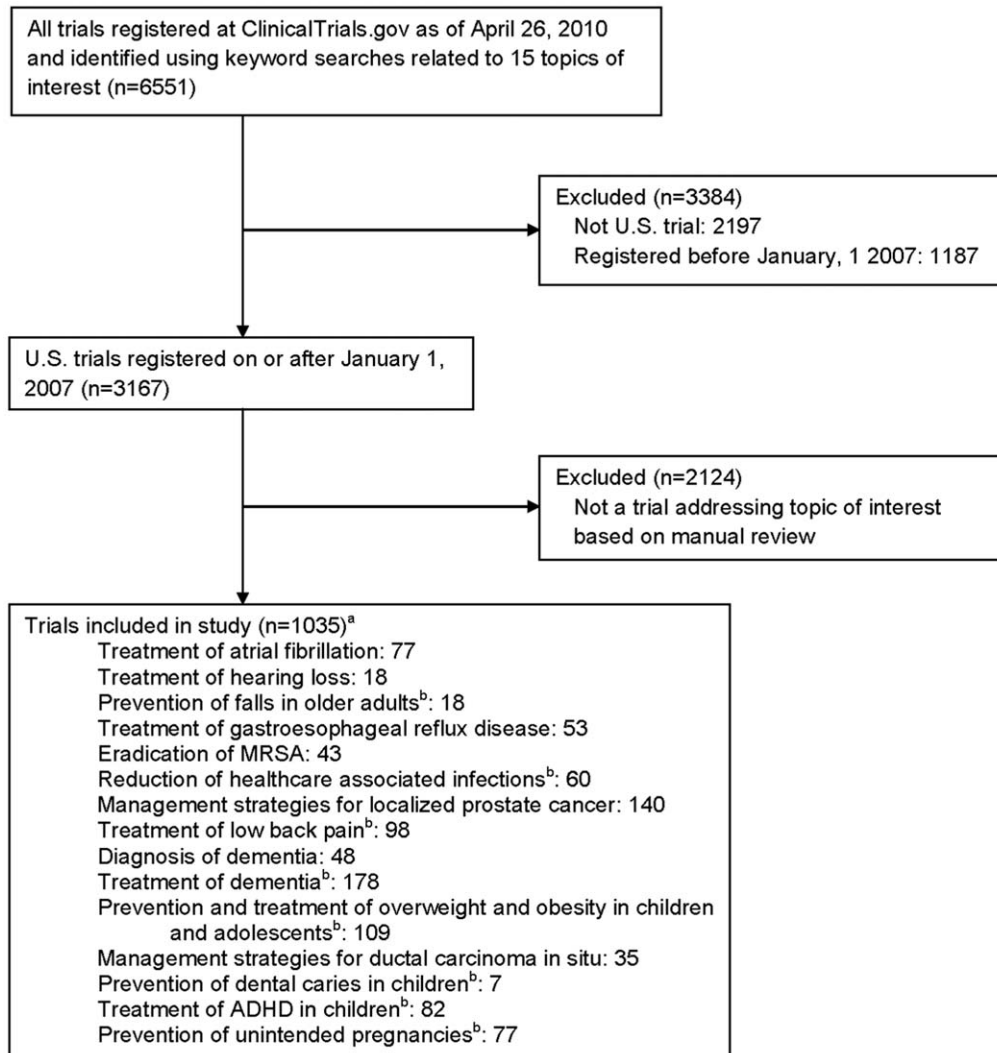 All trials registered at ClinicalTrials.gov as of April 26, 2010
and identified using keyword searches related to 15 topics of
interest (n=6551)
Excluded (n=3384)
Not U.S. trial: 2197
Registered before January, 1 2007: 1187
U.S. trials registered on or after January 1,
2007 (n=3167)
Excluded (n=2124)
Not a trial addressing topic of interest
based on manual review
Trials included in study (n=1035)ᵃ
Treatment of atrial fibrillation: 77
Treatment of hearing loss: 18
Prevention of falls in older adultsᵇ: 18
Treatment of gastroesophageal reflux disease: 53
Eradication of MRSA: 43
Reduction of healthcare associated infectionsᵇ: 60
Management strategies for localized prostate cancer: 140
Treatment of low back painᵇ: 98
Diagnosis of dementia: 48
Treatment of dementiaᵇ: 178
Prevention and treatment of overweight and obesity in children
and adolescentsᵇ: 109
Management strategies for ductal carcinoma in situ: 35
Prevention of dental caries in childrenᵇ: 7
Treatment of ADHD in childrenᵇ: 82
Prevention of unintended pregnanciesᵇ: 77